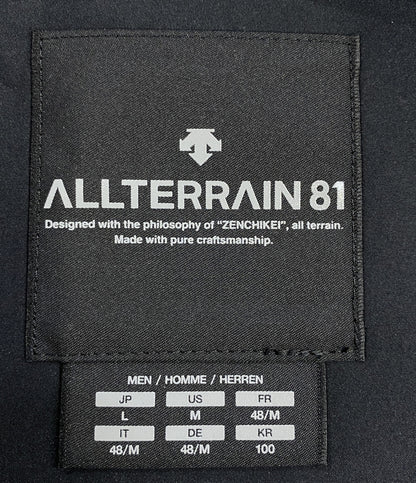 ALLTERRAIN 81
Designed with the philosophy of "ZENCHIKEI", all terrain.
Made with pure craftsmanship.
MEN / HOMME / HERREN
JP US FR
L M 48/M
IT DE KR
48/M 48/M 100